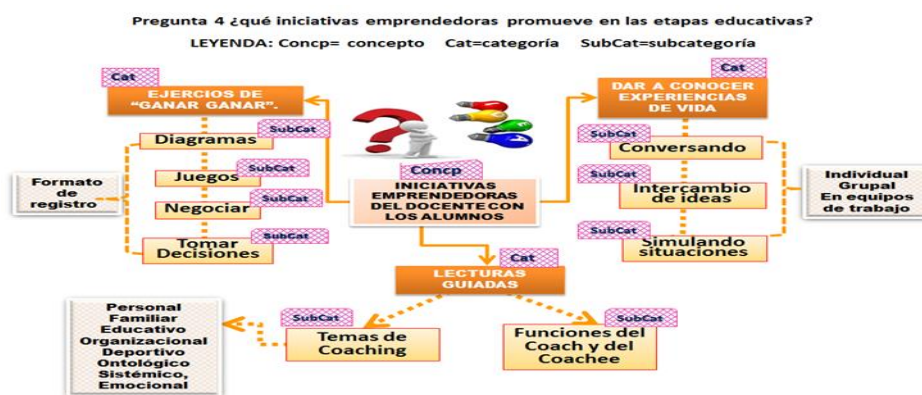 Pregunta 4 ¿qué iniciativas emprendedoras promueve en las etapas educativas?
LEYENDA: Concp= concepto Cat=categoría SubCat=subcategoría
Cat
EJERCIOS DE
“GANAR GANAR”.
SubCat
Diagramas
SubCat
Juegos
SubCat
Negociar
SubCat
Tomar
Decisiones
Formato
de
registro
Concp
INICIATIVAS
EMPRENDEDORAS
DEL DOCENTE CON
LOS ALUMNOS
Cat
DAR A CONOCER
EXPERIENCIAS
DE VIDA
SubCat
Conversando
SubCat
Intercambio
de ideas
SubCat
Simulando
situaciones
Individual
Grupal
En equipos
de trabajo
Cat
LECTURAS
GUIADAS
SubCat
Temas de
Coaching
SubCat
Funciones del
Coach y del
Coachee
Personal
Familiar
Educativo
Organizacional
Deportivo
Ontológico
Sistémico,
Emocional